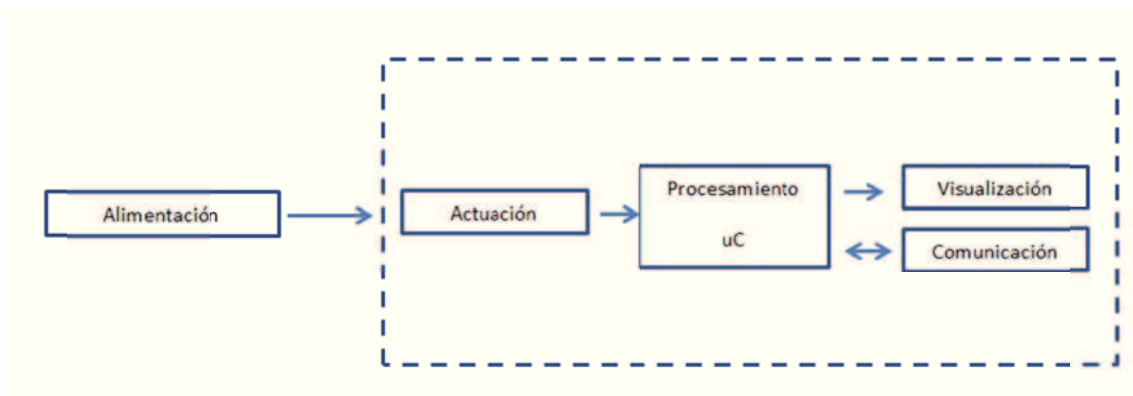 Alimentación
Actuación
Procesamiento
uC
Visualización
Comunicación